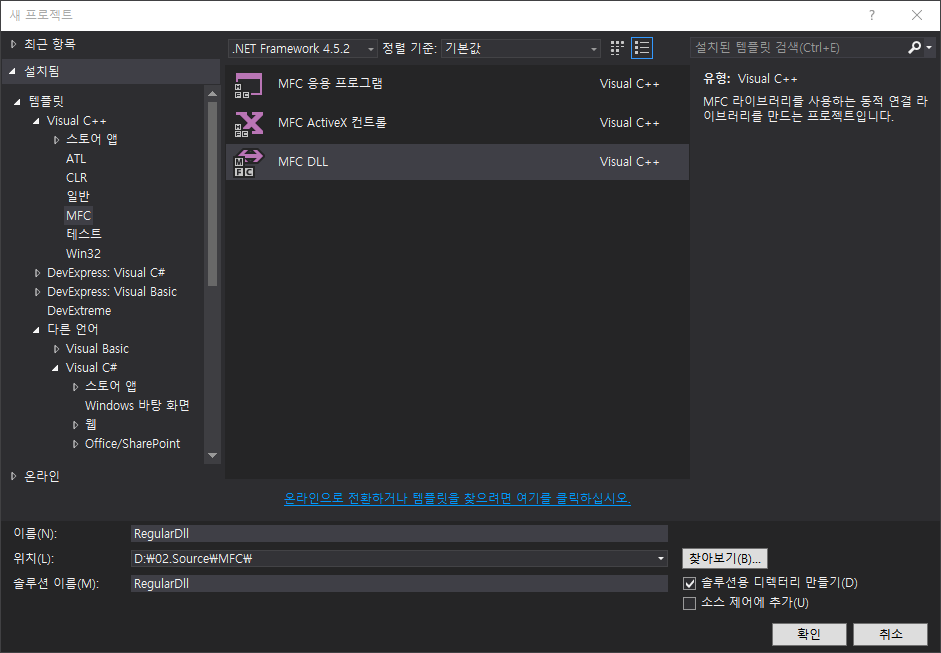 새 프로젝트
최근 항목
설치됨
템플릿
Visual C++
스토어 앱
ATL
CLR
일반
MFC
테스트
Win32
DevExpress: Visual C#
DevExpress: Visual Basic
DevExtreme
다른 언어
Visual Basic
Visual C#
스토어 앱
Windows 바탕 화면
웹
Office/SharePoint
온라인
.NET Framework 4.5.2 정렬 기준: 기본값
MFC 응용 프로그램 Visual C++
MFC ActiveX 컨트롤 Visual C++
MFC DLL Visual C++
온라인으로 전환하거나 템플릿을 찾으려면 여기를 클릭하십시오.
설치된 템플릿 검색(Ctrl+E)
유형: Visual C++
MFC 라이브러리를 사용하는 동적 연결 라
이브러리를 만드는 프로젝트입니다.
이름(N): RegularDll
위치(L): D:₩02.Source₩MFC₩ 찾아보기(B)...
솔루션 이름(M): RegularDll
솔루션용 디렉터리 만들기(D)
소스 제어에 추가(U)
확인 취소